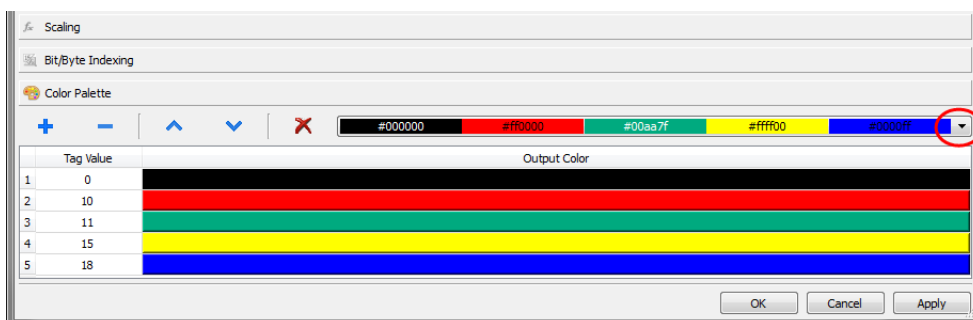 Scaling
Bit/Byte Indexing
Color Palette
#000000 #ff0000 #00aa7f #ffff00 #0000ff
Tag Value Output Color
1 0
2 10
3 11
4 15
5 18
OK Cancel Apply